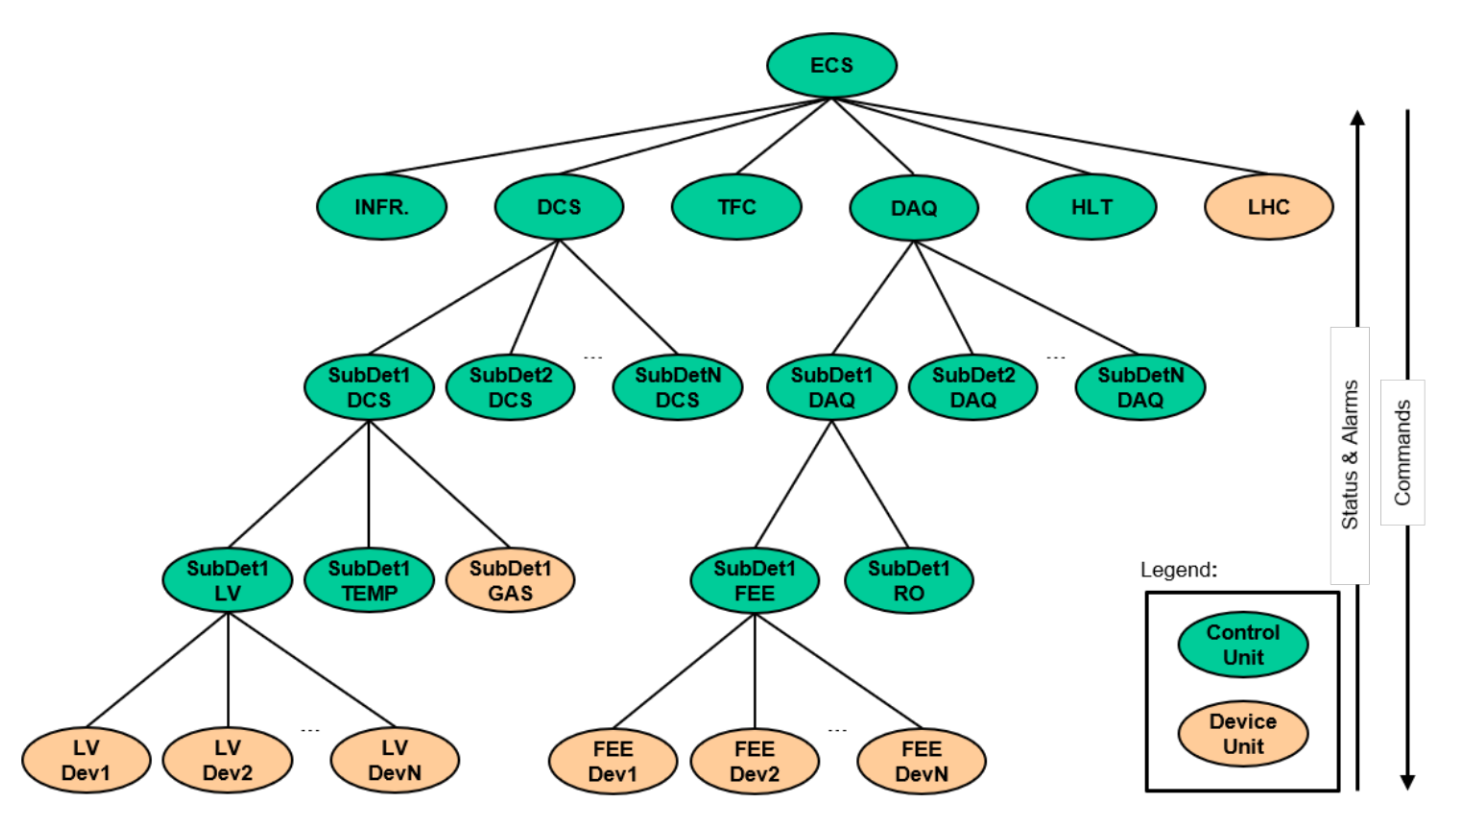 ECS
INFR.
DCS
TFC
DAQ
HLT
LHC
SubDet1
DCS
SubDet2
DCS
...
SubDetN
DCS
SubDet1
DAQ
SubDet2
DAQ
...
SubDetN
DAQ
SubDet1
LV
SubDet1
TEMP
SubDet1
GAS
SubDet1
FEE
SubDet1
RO
LV
Dev1
LV
Dev2
...
LV
DevN
FEE
Dev1
FEE
Dev2
...
FEE
DevN
Status & Alarms
Commands
Legend:
Control
Unit
Device
Unit